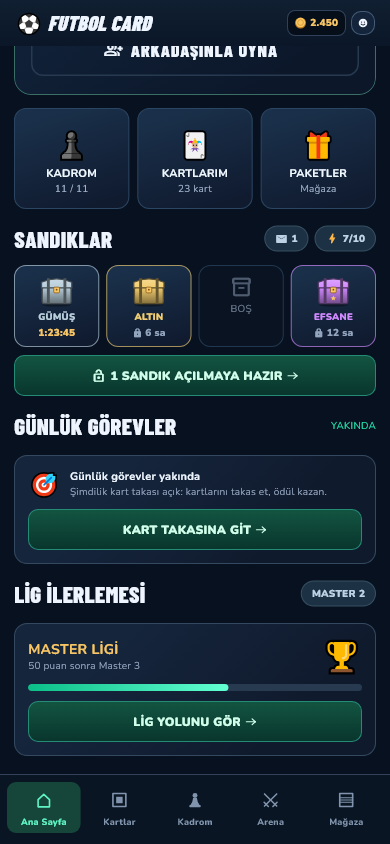 FUTBOL CARD
2.450
ARKADAŞINLA OYNA
KADROM
11 / 11
KARTLARIM
23 kart
PAKETLER
Mağaza
SANDIKLAR
1
7/10
GÜMÜŞ
1:23:45
ALTIN
6 sa
BOŞ
EFSANE
12 sa
1 SANDIK AÇILMAYA HAZIR →
GÜNLÜK GÖREVLER
YAKINDA
Günlük görevler yakında
Şimdilik kart takası açık: kartlarını takas et, ödül kazan.
KART TAKASINA GİT →
LİG İLERLEMESİ
MASTER 2
MASTER LİGİ
50 puan sonra Master 3
LİG YOLUNU GÖR →
Ana Sayfa
Kartlar
Kadrom
Arena
Mağaza